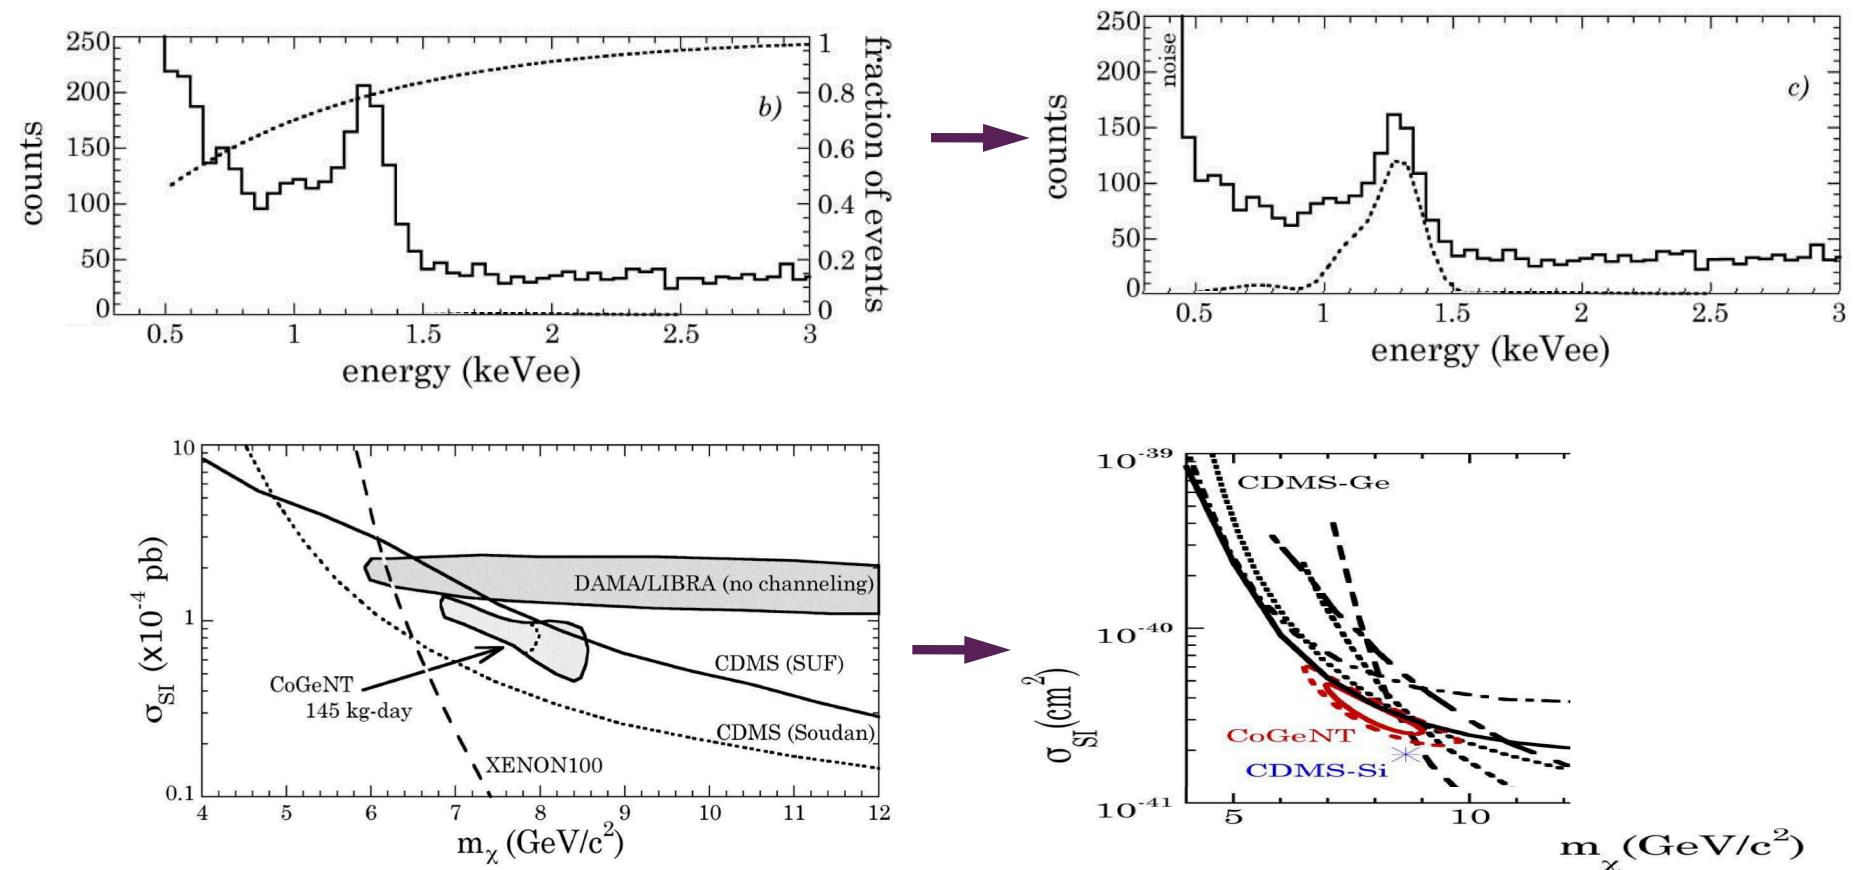 250
200
150
100
50
0
counts
b)
1
0.8
0.6
0.4
0.2
0
fraction of events
0.5 1 1.5 2 2.5 3
energy (keVee)
250
200
150
100
50
0
counts
noise
c)
0.5 1 1.5 2 2.5 3
energy (keVee)
10
1
0.1
σSI (x10-4 pb)
DAMA/LIBRA (no channeling)
CDMS (SUF)
CoGeNT
145 kg-day
CDMS (Soudan)
XENON100
4 5 6 7 8 9 10 11 12
mχ (GeV/c2)
10-39
10-40
10-41
σSI (cm2)
CDMS-Ge
CoGeNT
CDMS-Si
5 10
mχ(GeV/c2)